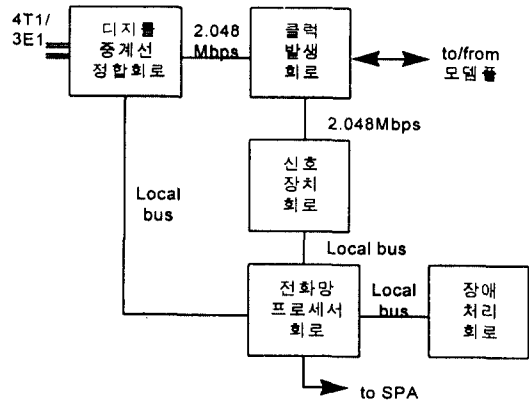 4T1/
3E1
디지틀
중계선
정합회로
2.048
Mbps
클럭
발생
회로
to/from
모뎀풀
2.048Mbps
신호
장치
회로
Local
bus
Local bus
전화망
프로세서
회로
Local
bus
장애
처리
회로
to SPA